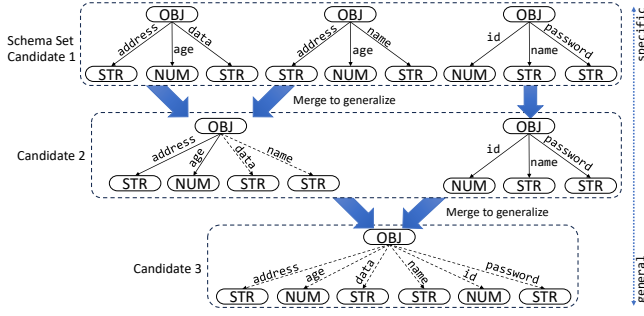 OBJ OBJ OBJ
Schema Set
Candidate 1
address age data address age name id name password
STR NUM STR STR NUM STR NUM STR STR
Merge to generalize
specific
OBJ OBJ
Candidate 2
address age data name id name password
STR NUM STR STR NUM STR STR
Merge to generalize
OBJ
Candidate 3
address age data name id password
STR NUM STR STR NUM STR
general